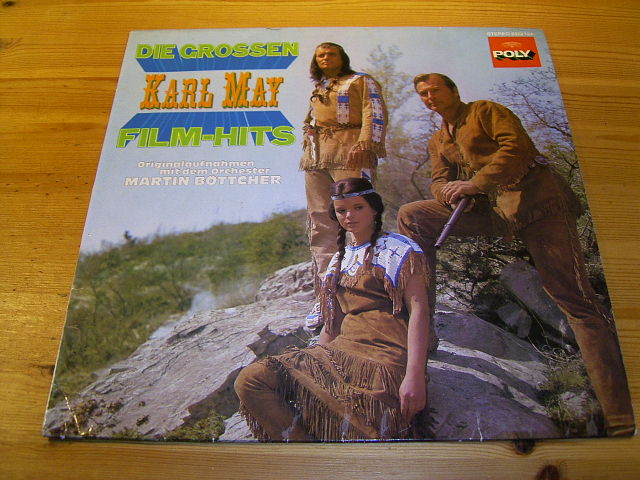 DIE GROSSEN
KARL MAY
FILM-HITS
Originalaufnahmen
mit dem Orchester
MARTIN BÖTTCHER
STEREO
POLY